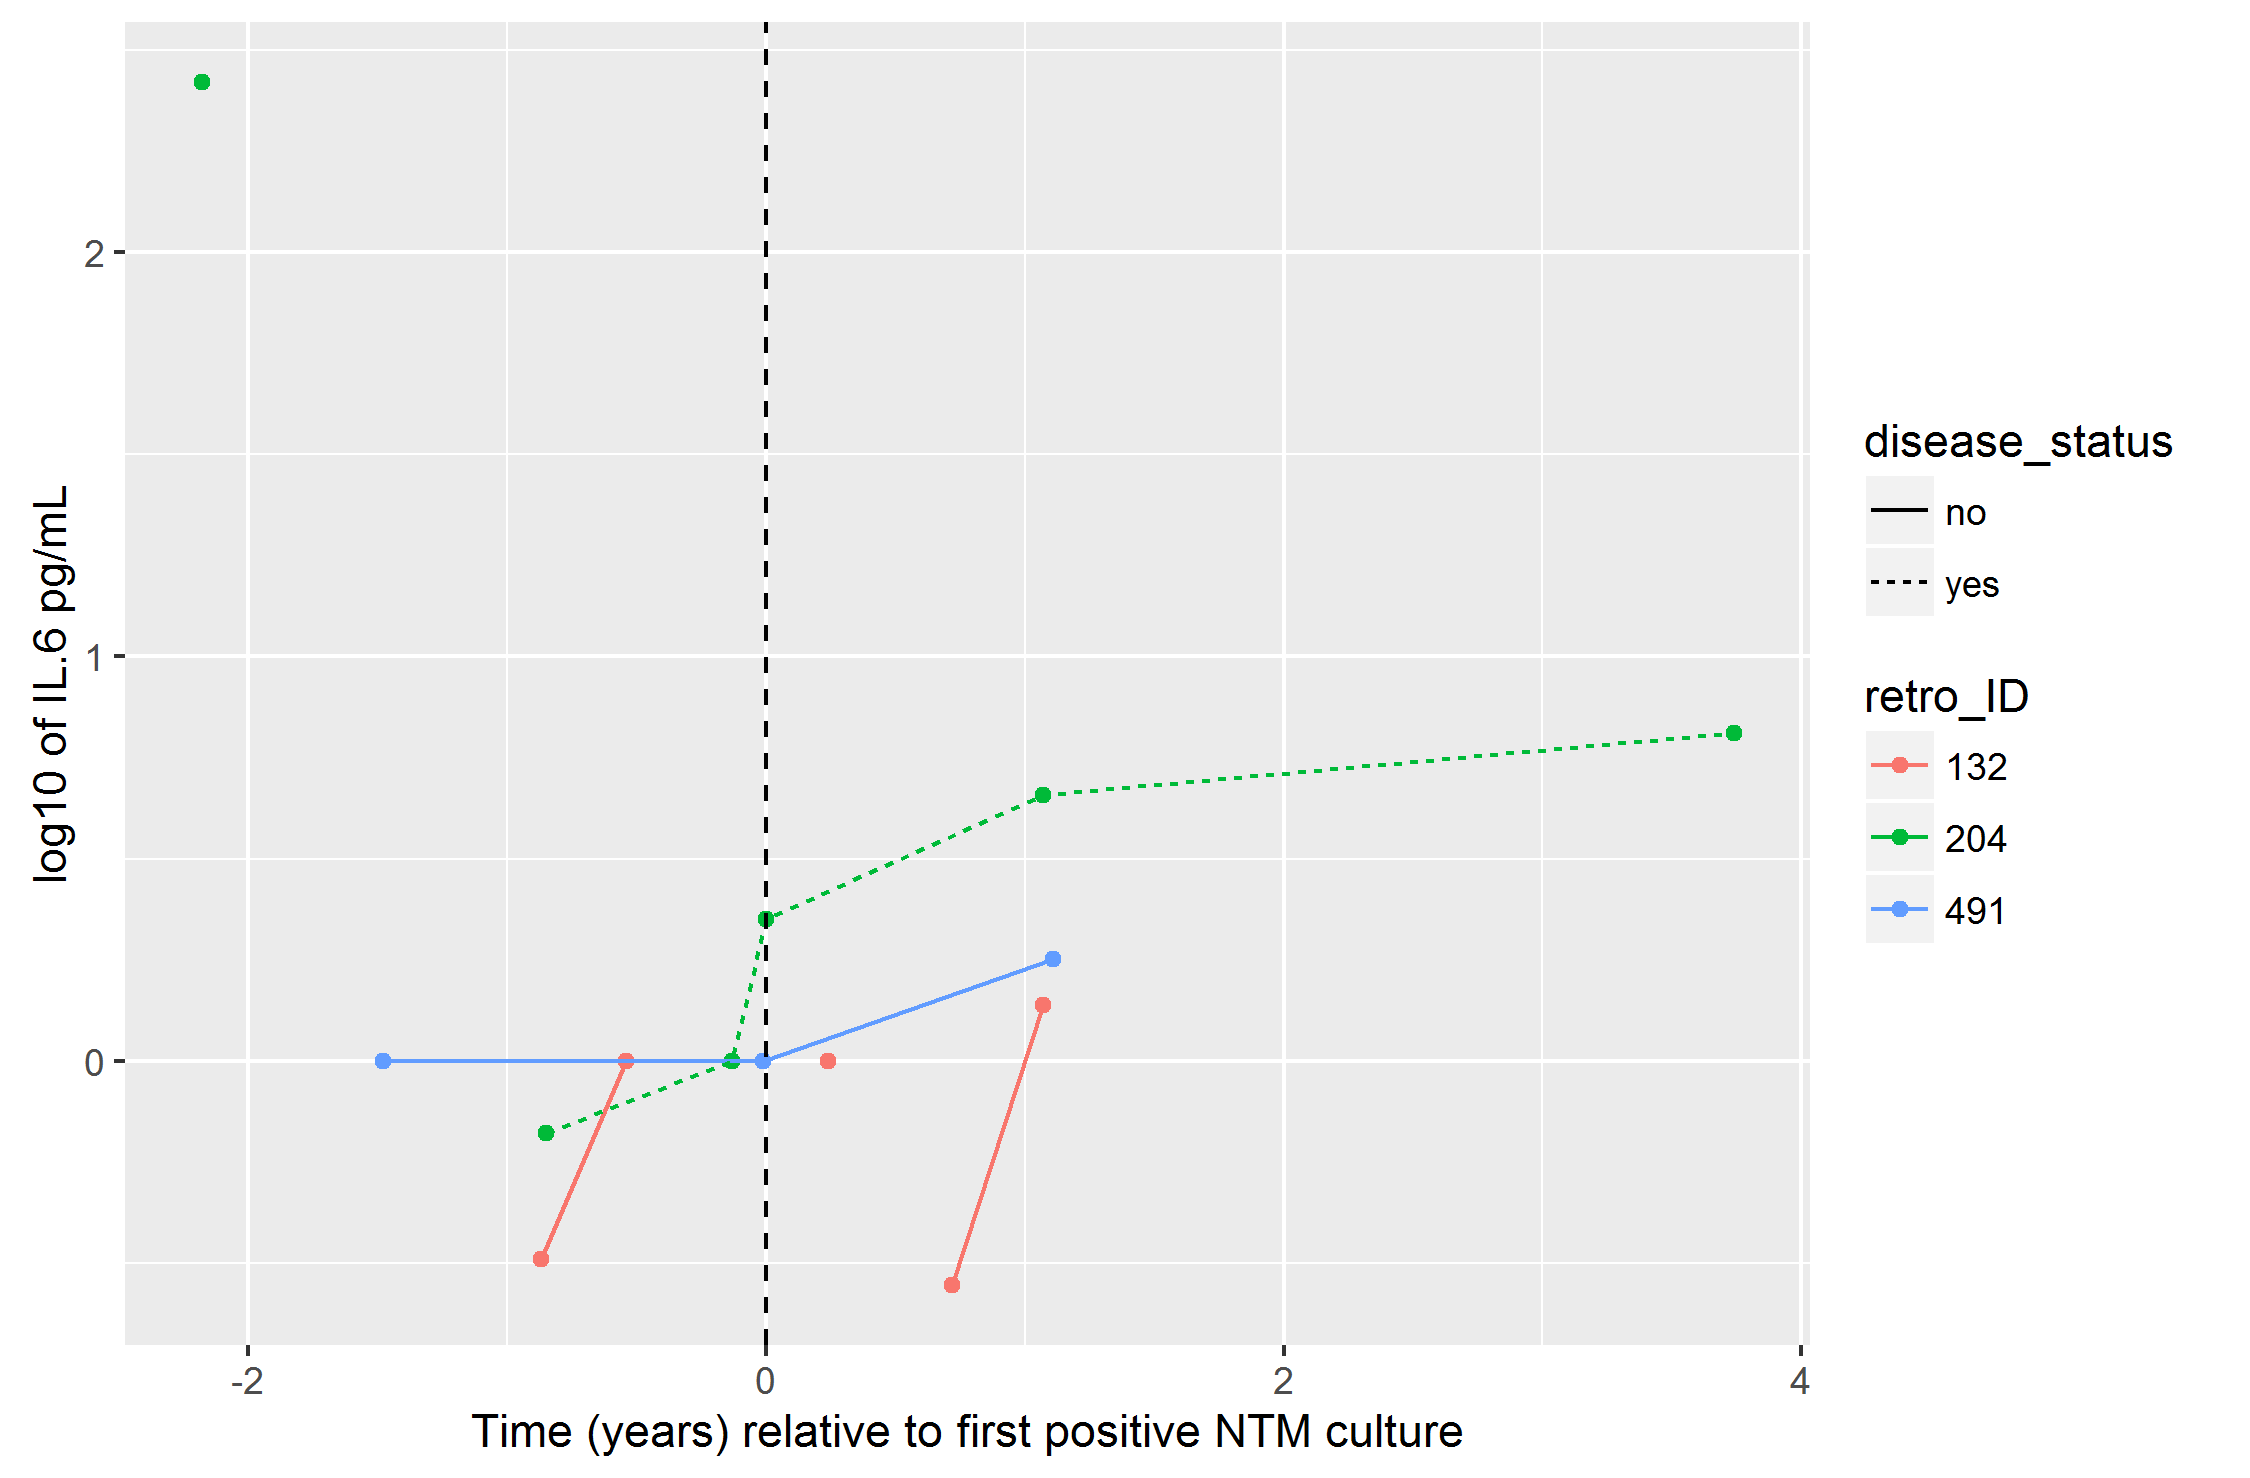 log10 of IL.6 pg/mL
2
1
0
-2
0
2
4
Time (years) relative to first positive NTM culture
disease_status
no
yes
retro_ID
132
204
491